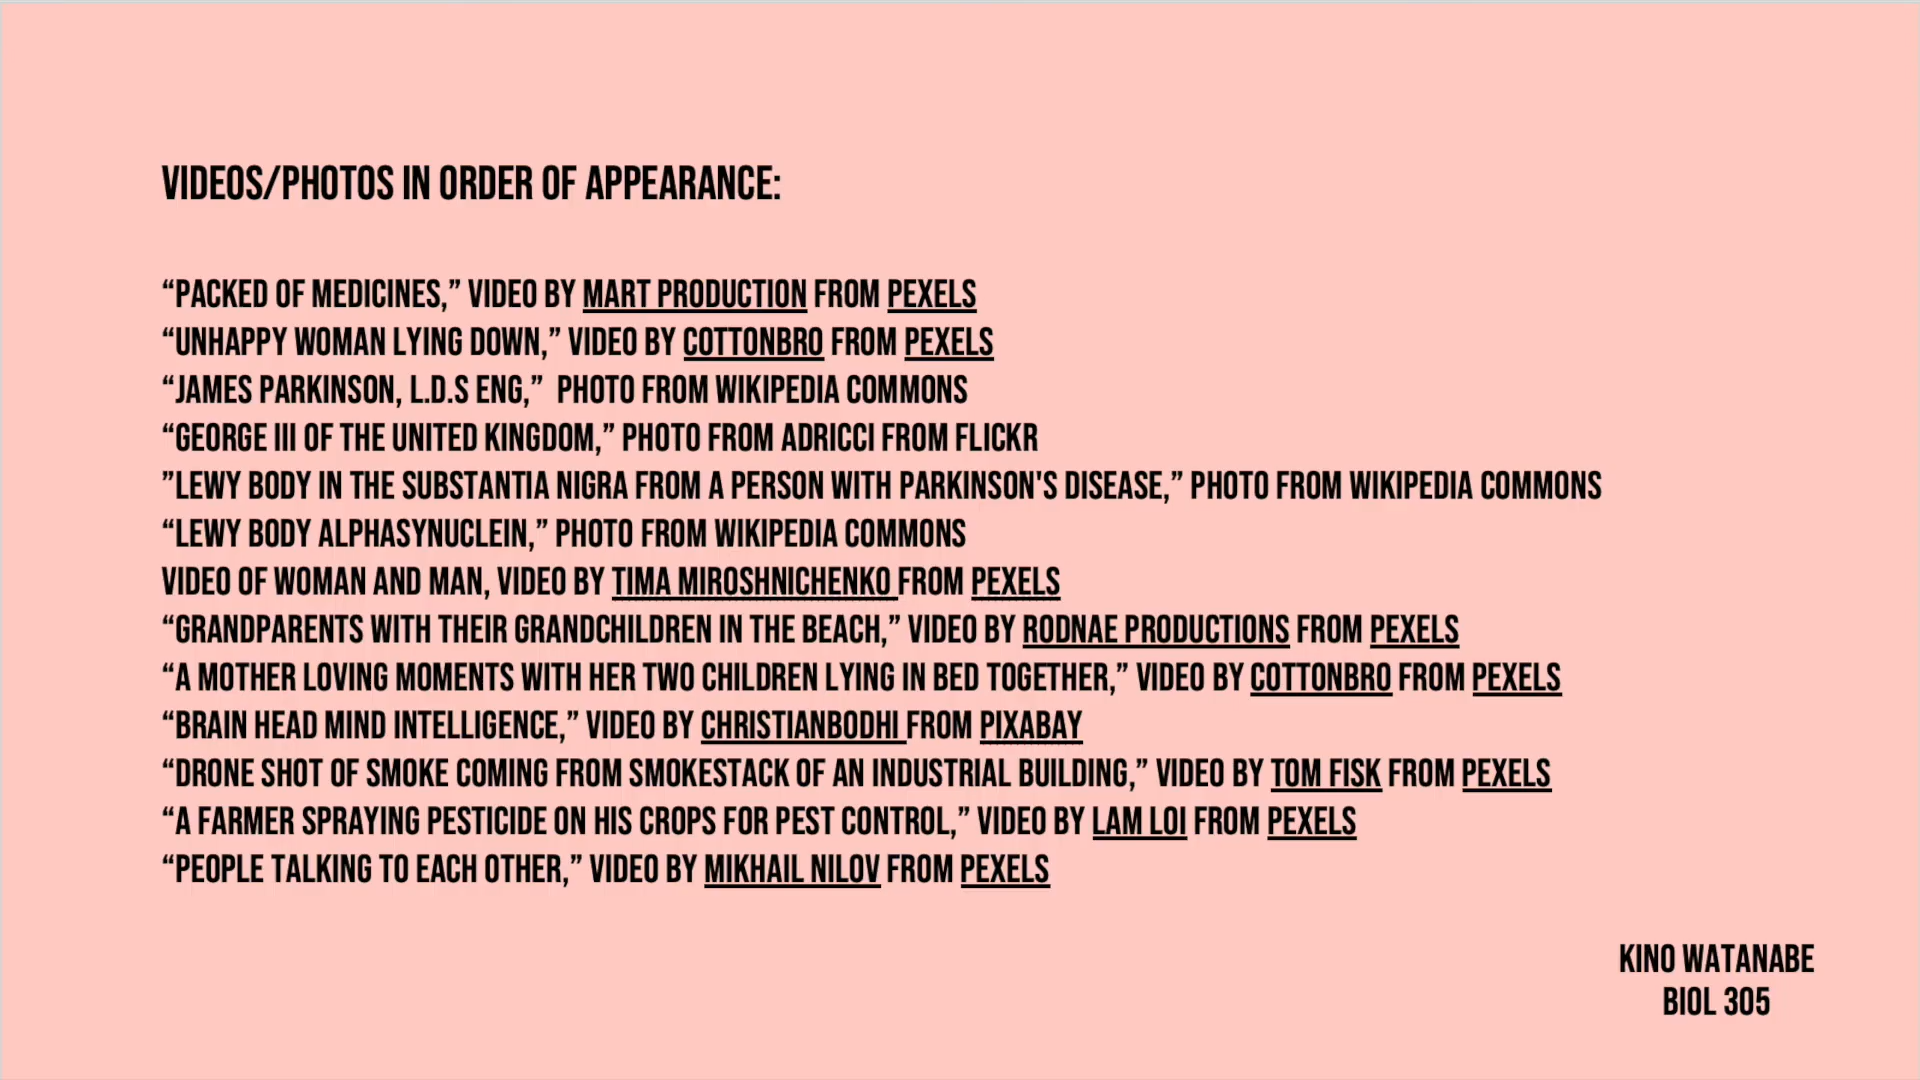 VIDEOS/PHOTOS IN ORDER OF APPEARANCE:
“PACKED OF MEDICINES,” VIDEO BY MART PRODUCTION FROM PEXELS
“UNHAPPY WOMAN LYING DOWN,” VIDEO BY COTTONBRO FROM PEXELS
“JAMES PARKINSON, L.D.S ENG,”  PHOTO FROM WIKIPEDIA COMMONS
“GEORGE III OF THE UNITED KINGDOM,” PHOTO FROM ADRICCI FROM FLICKR
”LEWY BODY IN THE SUBSTANTIA NIGRA FROM A PERSON WITH PARKINSON'S DISEASE,” PHOTO FROM WIKIPEDIA COMMONS
“LEWY BODY ALPHASYNUCLEIN,” PHOTO FROM WIKIPEDIA COMMONS
VIDEO OF WOMAN AND MAN, VIDEO BY TIMA MIROSHNICHENKO FROM PEXELS
“GRANDPARENTS WITH THEIR GRANDCHILDREN IN THE BEACH,” VIDEO BY RODNAE PRODUCTIONS FROM PEXELS
“A MOTHER LOVING MOMENTS WITH HER TWO CHILDREN LYING IN BED TOGETHER,” VIDEO BY COTTONBRO FROM PEXELS
“BRAIN HEAD MIND INTELLIGENCE,” VIDEO BY CHRISTIANBODHI FROM PIXABAY
“DRONE SHOT OF SMOKE COMING FROM SMOKESTACK OF AN INDUSTRIAL BUILDING,” VIDEO BY TOM FISK FROM PEXELS
“A FARMER SPRAYING PESTICIDE ON HIS CROPS FOR PEST CONTROL,” VIDEO BY LAM LOI FROM PEXELS
“PEOPLE TALKING TO EACH OTHER,” VIDEO BY MIKHAIL NILOV FROM PEXELS
KINO WATANABE
BIOL 305